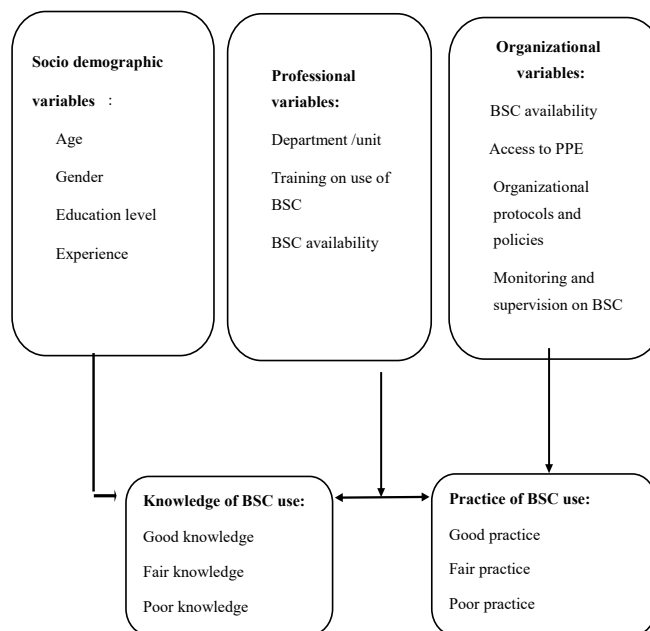 Socio demographic
variables :
Age
Gender
Education level
Experience
Professional
variables:
Department /unit
Training on use of
BSC
BSC availability
Organizational
variables:
BSC availability
Access to PPE
Organizational
protocols and
policies
Monitoring and
supervision on BSC
Knowledge of BSC use:
Good knowledge
Fair knowledge
Poor knowledge
Practice of BSC use:
Good practice
Fair practice
Poor practice